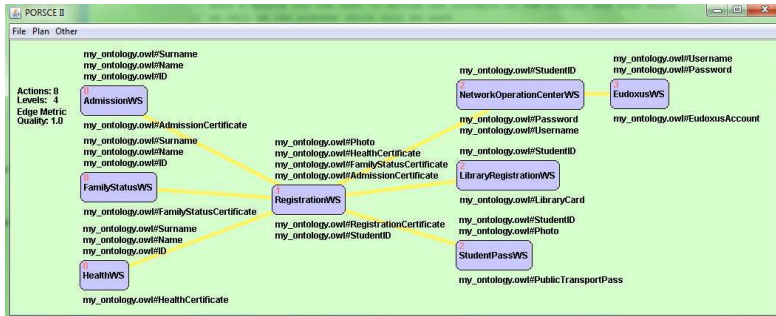 PORSCE II
File Plan Other
Actions: 8
Levels: 4
Edge Metric
Quality: 1.0
my_ontology.owl#Surname
my_ontology.owl#Name
my_ontology.owl#ID
0
AdmissionWS
my_ontology.owl#AdmissionCertificate
my_ontology.owl#Surname
my_ontology.owl#Name
my_ontology.owl#ID
0
FamilyStatusWS
my_ontology.owl#FamilyStatusCertificate
my_ontology.owl#Surname
my_ontology.owl#Name
my_ontology.owl#ID
0
HealthWS
my_ontology.owl#HealthCertificate
my_ontology.owl#Photo
my_ontology.owl#HealthCertificate
my_ontology.owl#FamilyStatusCertificate
my_ontology.owl#AdmissionCertificate
1
RegistrationWS
my_ontology.owl#RegistrationCertificate
my_ontology.owl#StudentID
my_ontology.owl#StudentID
2
NetworkOperationCenterWS
my_ontology.owl#Password
my_ontology.owl#Username
my_ontology.owl#StudentID
2
LibraryRegistrationWS
my_ontology.owl#LibraryCard
my_ontology.owl#StudentID
my_ontology.owl#Photo
2
StudentPassWS
my_ontology.owl#PublicTransportPass
my_ontology.owl#Username
my_ontology.owl#Password
3
EudoxusWS
my_ontology.owl#EudoxusAccount